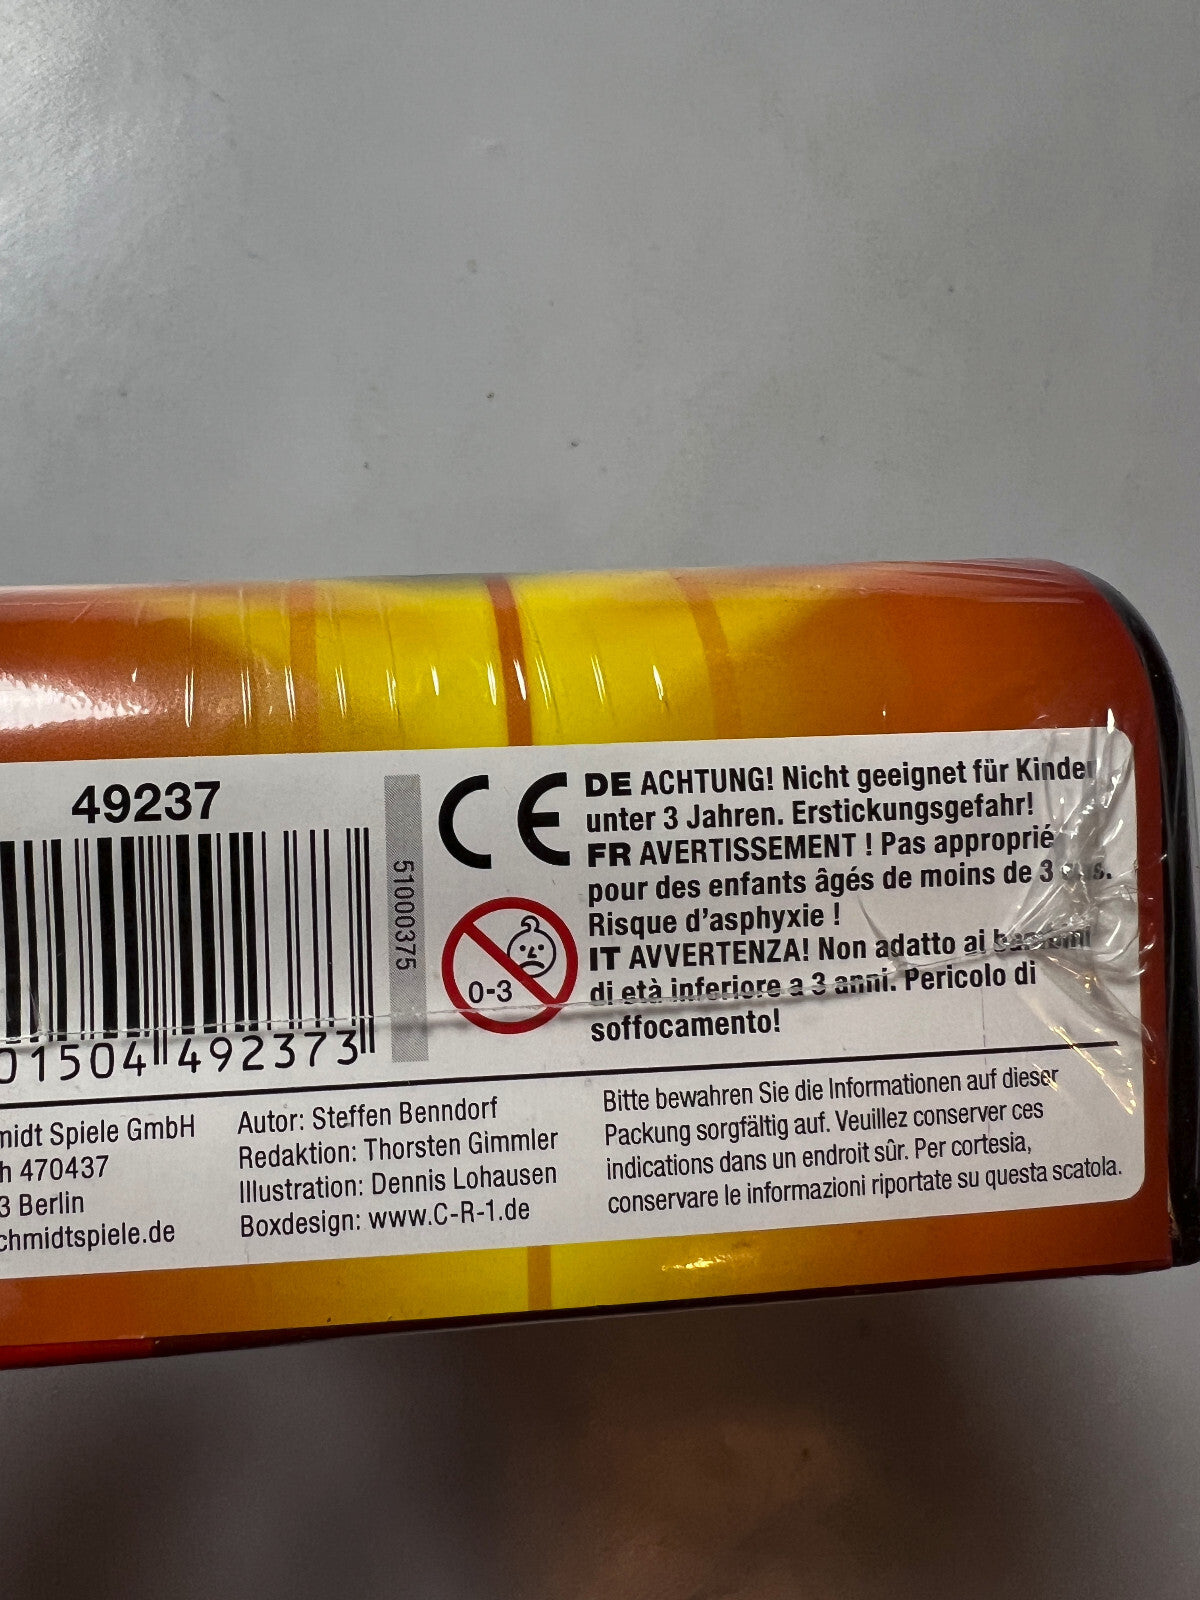 49237
51000375
01504 492373
CE
0-3
DE ACHTUNG! Nicht geeignet für Kinder
unter 3 Jahren. Erstickungsgefahr!
FR AVERTISSEMENT ! Pas approprié
pour des enfants âgés de moins de 3 ans.
Risque d'asphyxie !
IT AVVERTENZA! Non adatto ai bambini
di età inferiore a 3 anni. Pericolo di
soffocamento!
midt Spiele GmbH
h 470437
3 Berlin
chmidtspiele.de
Autor: Steffen Benndorf
Redaktion: Thorsten Gimmler
Illustration: Dennis Lohausen
Boxdesign: www.C-R-1.de
Bitte bewahren Sie die Informationen auf dieser
Packung sorgfältig auf. Veuillez conserver ces
indications dans un endroit sûr. Per cortesia,
conservare le informazioni riportate su questa scatola.